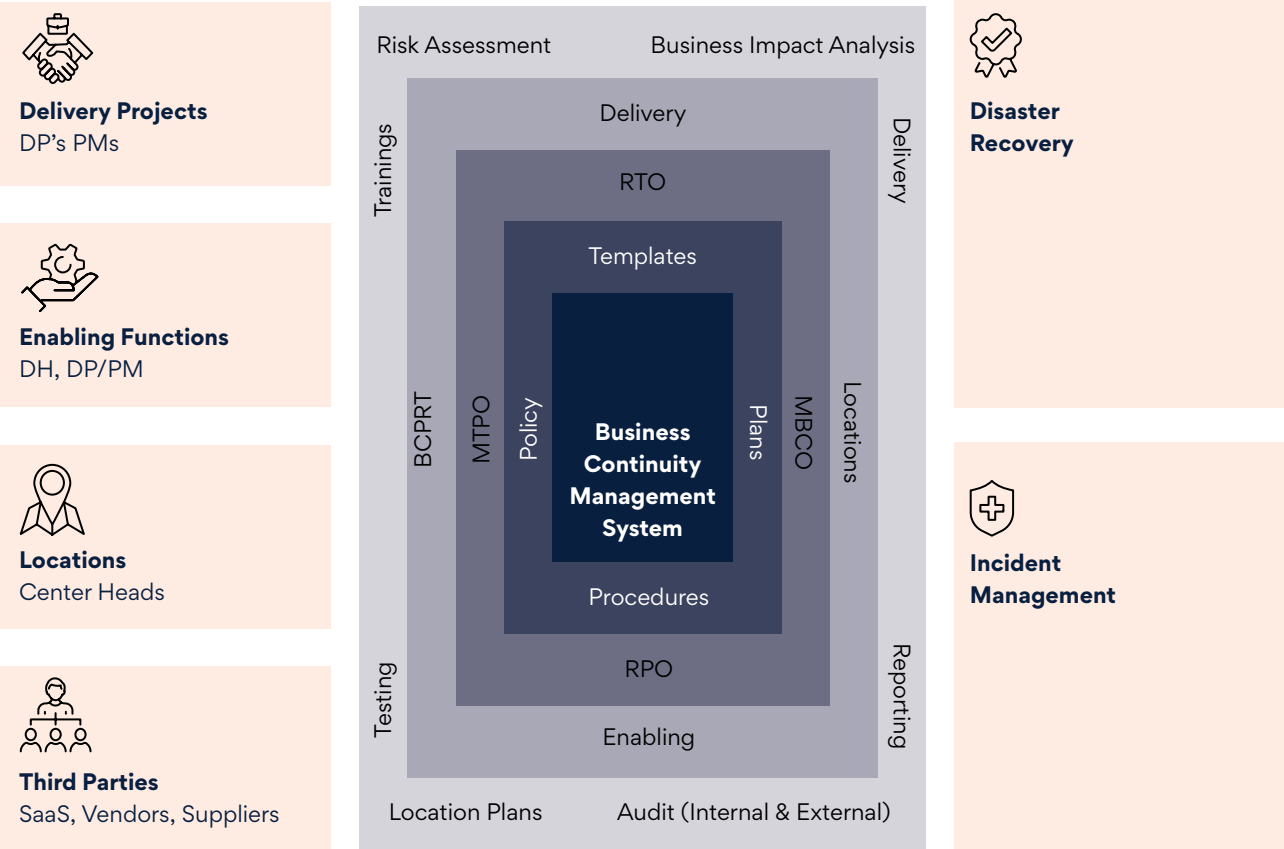 Delivery Projects
DP’s PMs
Enabling Functions
DH, DP/PM
Locations
Center Heads
Third Parties
SaaS, Vendors, Suppliers
Risk Assessment
Business Impact Analysis
Trainings
Delivery
Delivery
RTO
Templates
BCPRT
MTPO
Policy
Business
Continuity
Management
System
Plans
MBCO
Locations
Procedures
RPO
Enabling
Testing
Reporting
Location Plans
Audit (Internal & External)
Disaster
Recovery
Incident
Management